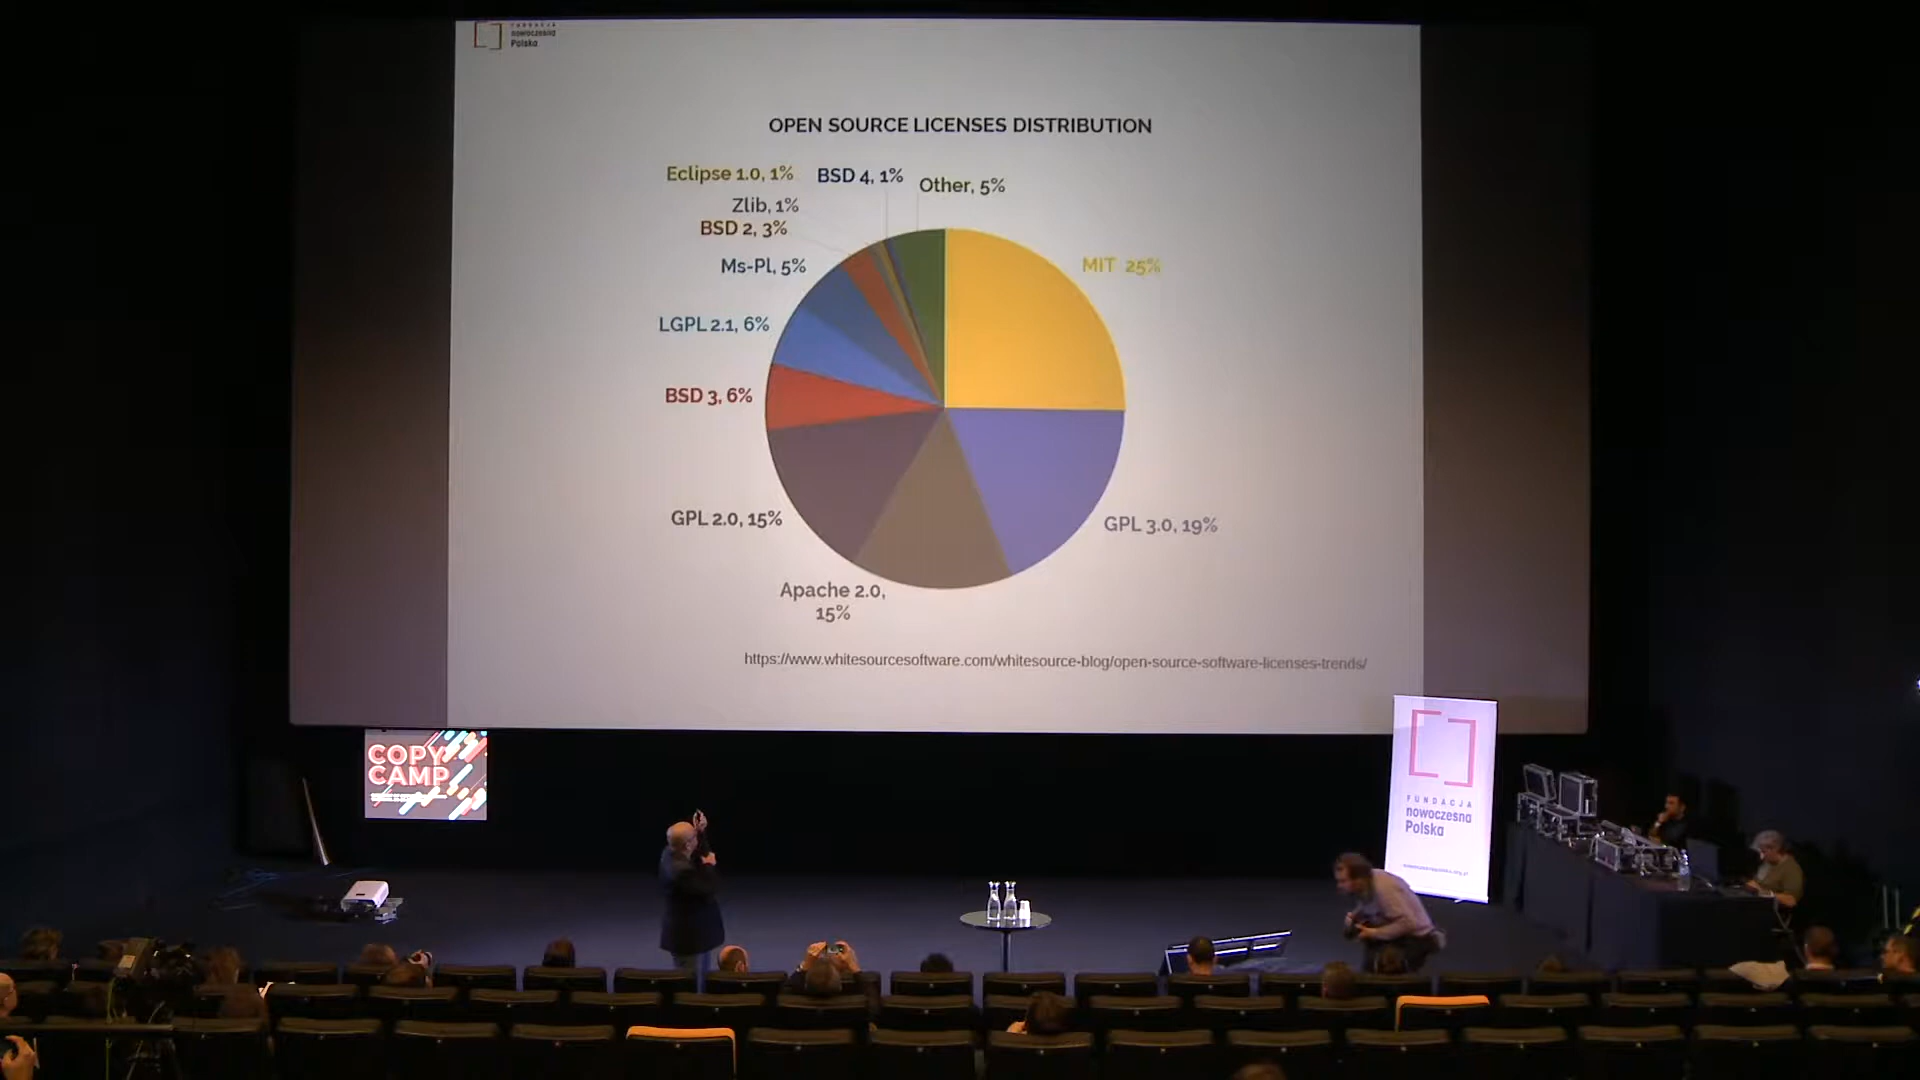 FUNDACJA
nowoczesna
Polska
OPEN SOURCE LICENSES DISTRIBUTION
Eclipse 1.0, 1%
BSD 4, 1%
Other, 5%
Zlib, 1%
BSD 2, 3%
Ms-Pl, 5%
MIT 25%
LGPL 2.1, 6%
BSD 3, 6%
GPL 2.0, 15%
GPL 3.0, 19%
Apache 2.0,
15%
https://www.whitesourcesoftware.com/whitesource-blog/open-source-software-licenses-trends/
COPY
CAMP
FUNDACJA
nowoczesna
Polska